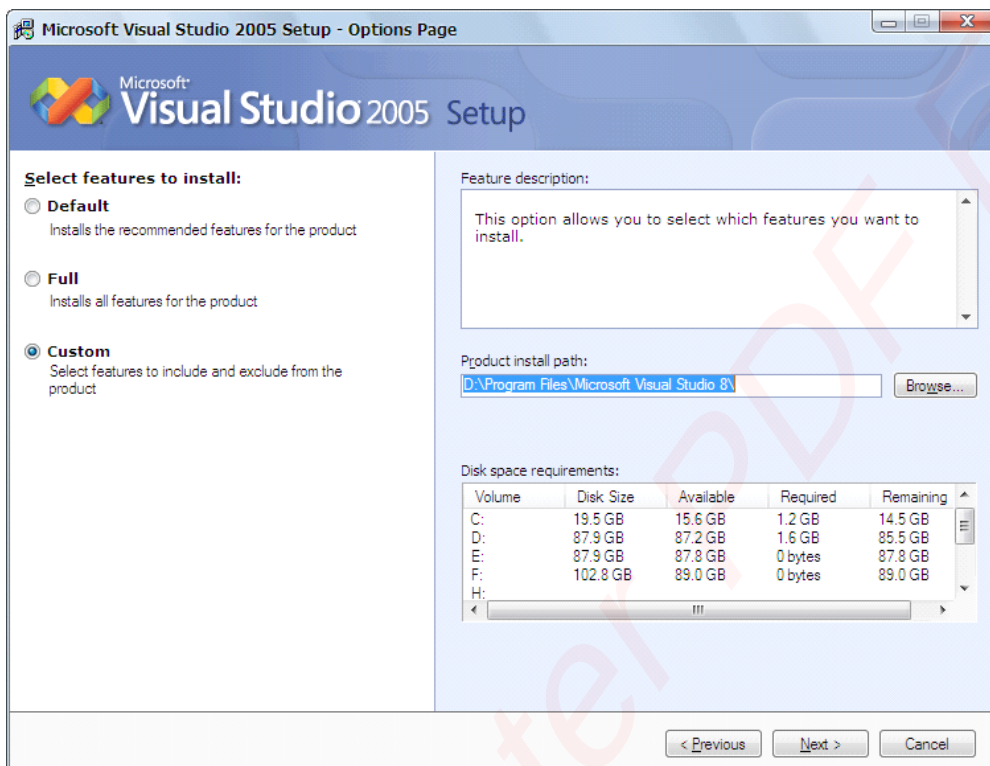 Microsoft Visual Studio 2005 Setup - Options Page
Microsoft
Visual Studio 2005 Setup
Select features to install:
Default
Installs the recommended features for the product
Full
Installs all features for the product
Custom
Select features to include and exclude from the
product
Feature description:
This option allows you to select which features you want to
install.
Product install path:
D:\Program Files\Microsoft Visual Studio 8\
Browse...
Disk space requirements:
Volume Disk Size Available Required Remaining
C: 19.5 GB 15.6 GB 1.2 GB 14.5 GB
D: 87.9 GB 87.2 GB 1.6 GB 85.5 GB
E: 87.9 GB 87.8 GB 0 bytes 87.8 GB
F: 102.8 GB 89.0 GB 0 bytes 89.0 GB
H:
< Previous Next > Cancel
ter PDF